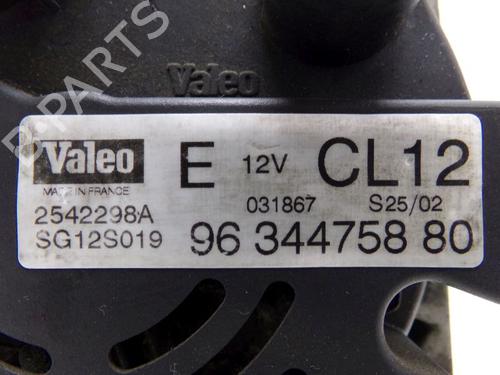 B-PARTS
Valeo
Valeo E 12V CL12
MADE IN FRANCE
2542298A 031867 S25/02
SG12S019 96 344758 80